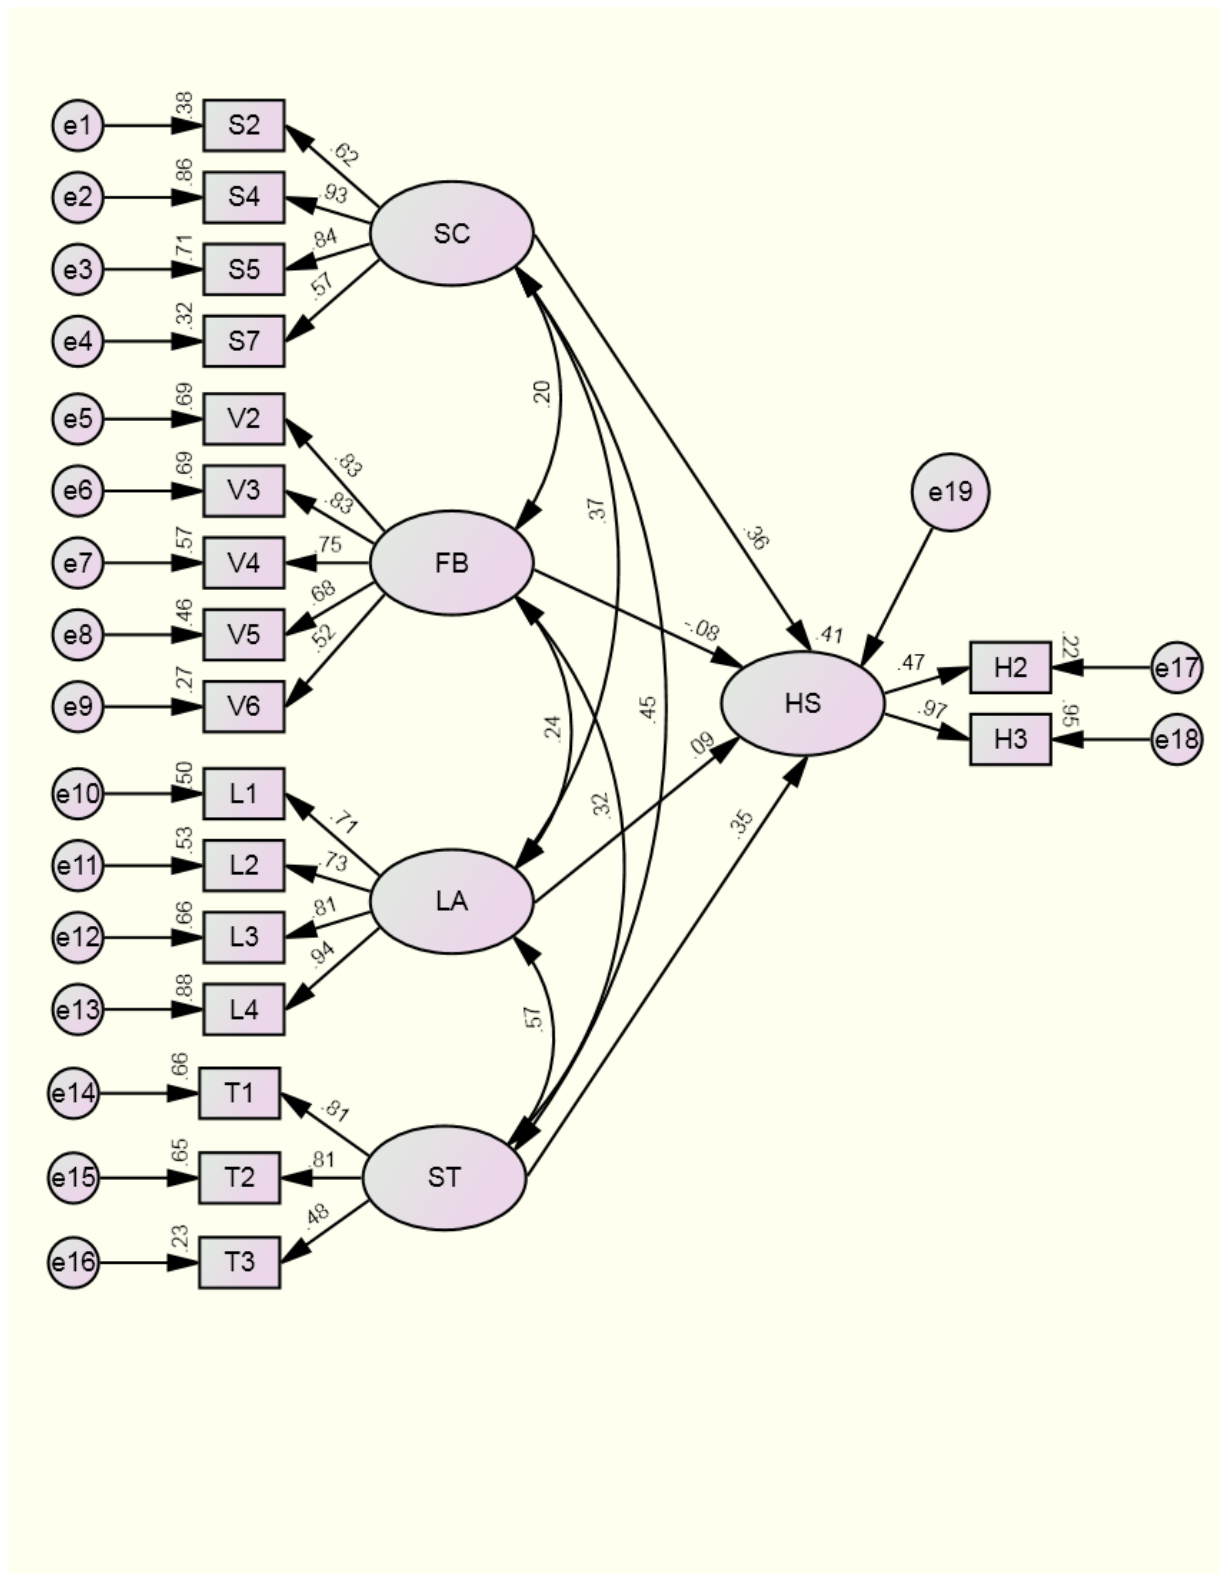 e1
.38
S2
.62
e2
.86
S4
.93
e3
.71
S5
.84
e4
.32
S7
.57
SC
e5
.69
V2
.83
e6
.69
V3
.83
e7
.57
V4
.75
e8
.46
V5
.68
e9
.27
V6
.52
FB
e10
.50
L1
.71
e11
.53
L2
.73
e12
.66
L3
.81
e13
.88
L4
.94
LA
e14
.66
T1
.81
e15
.65
T2
.81
e16
.23
T3
.48
ST
.20
.37
.45
.24
.32
.57
.36
-.08
.09
.35
e19
.41
HS
.47
H2
.22
e17
.97
H3
.95
e18